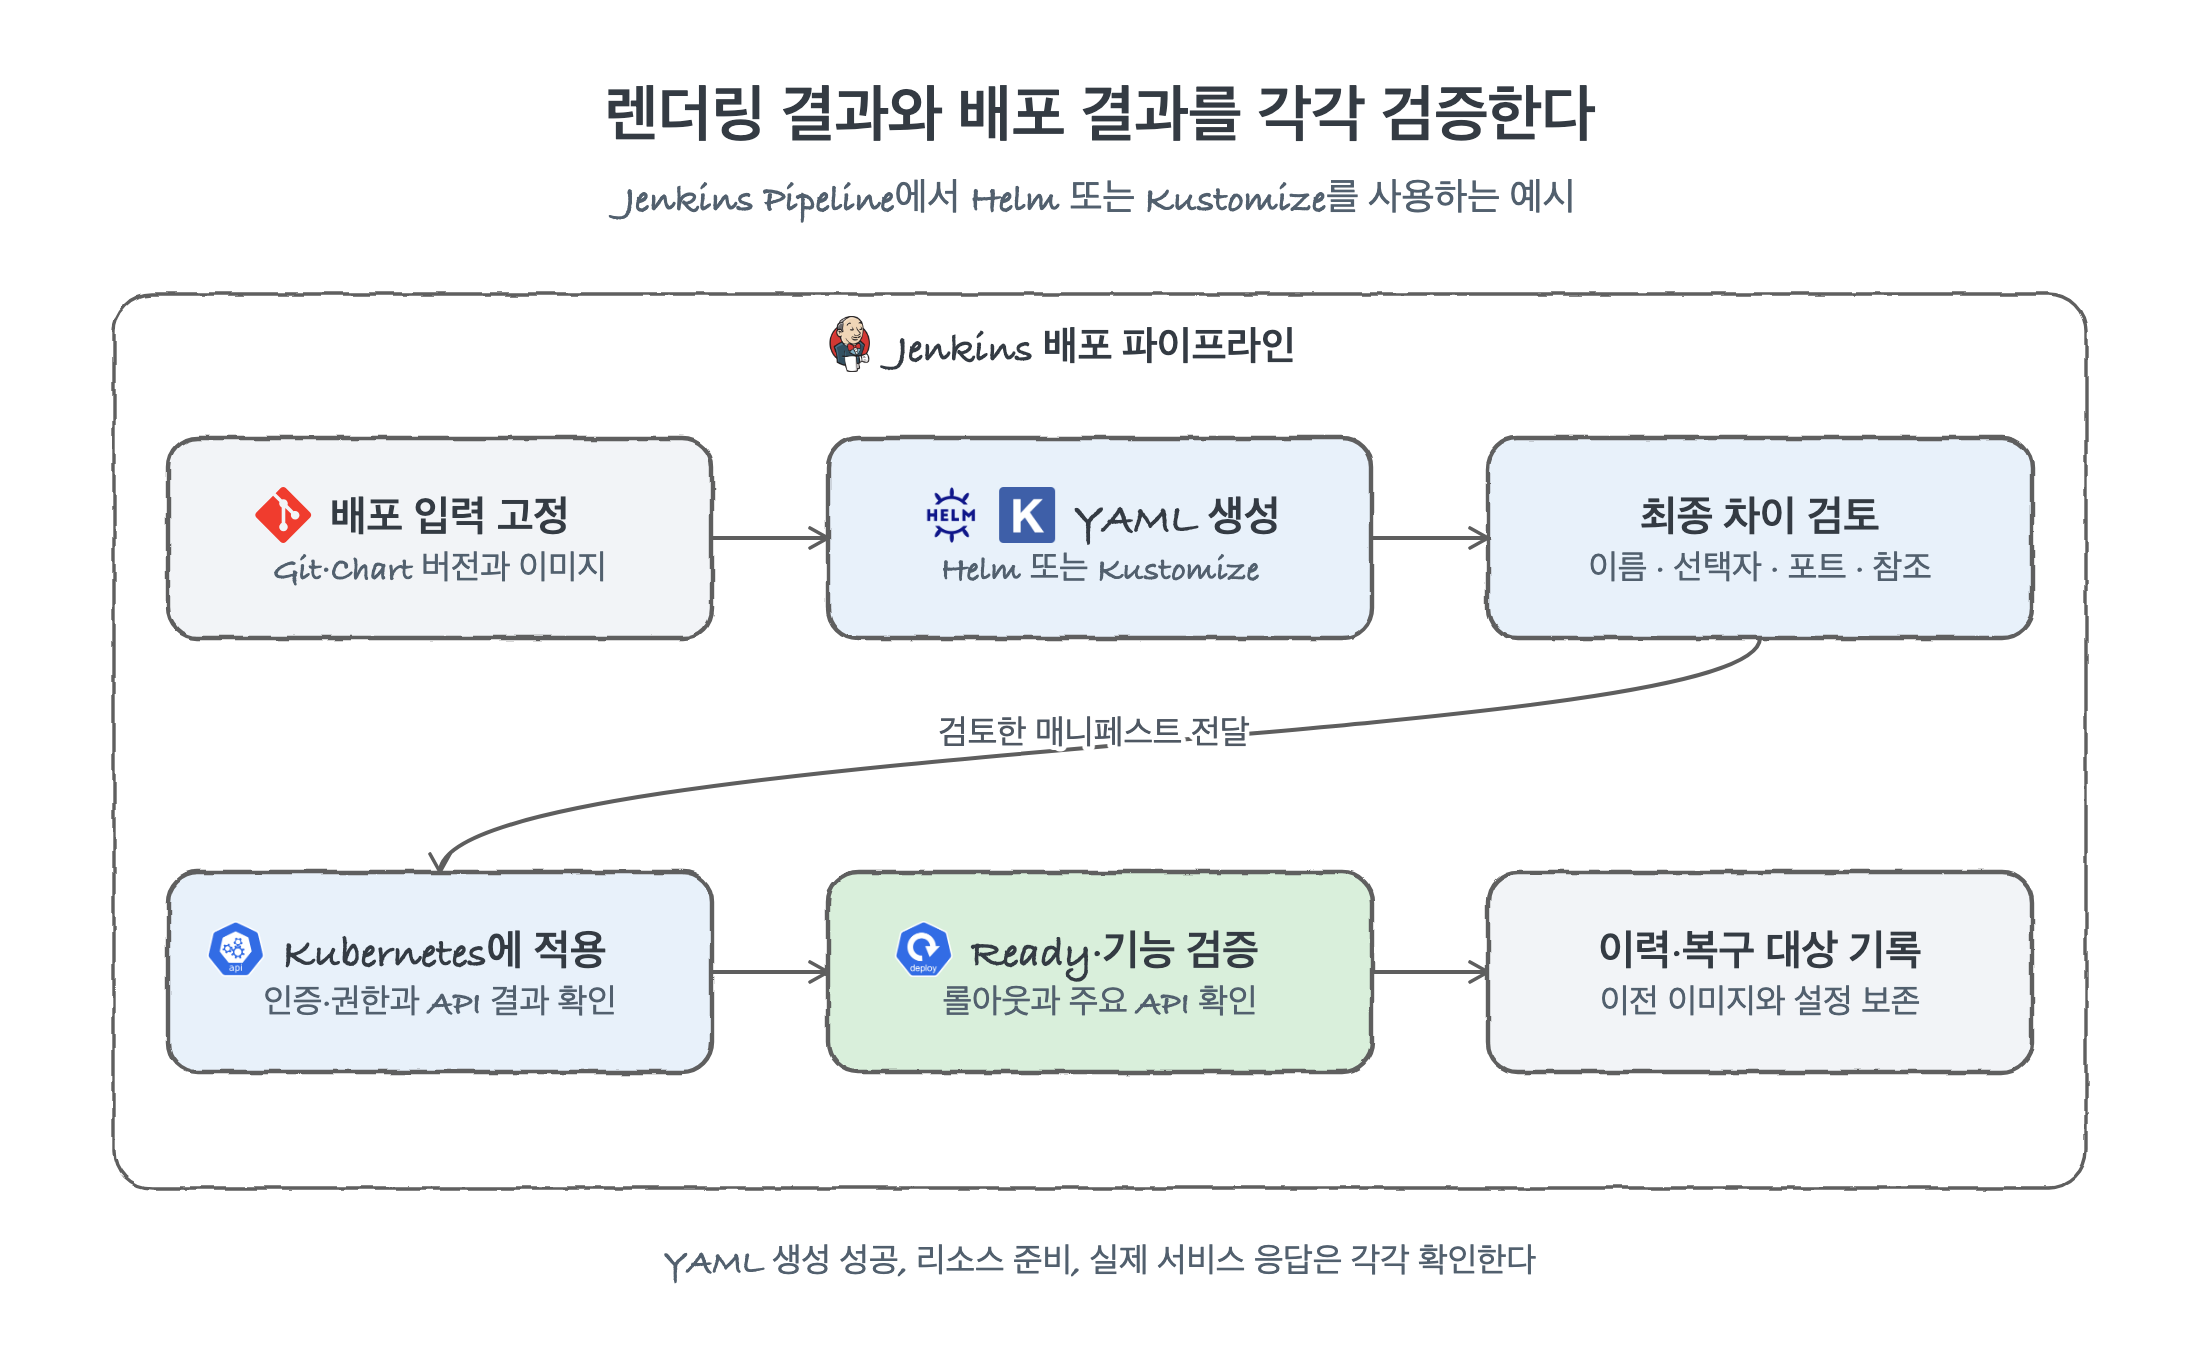 렌더링 결과와 배포 결과를 각각 검증한다
Jenkins Pipeline에서 Helm 또는 Kustomize를 사용하는 예시
Jenkins 배포 파이프라인
배포 입력 고정
Git·Chart 버전과 이미지
HELM
K
YAML 생성
Helm 또는 Kustomize
최종 차이 검토
이름 · 선택자 · 포트 · 참조
검토한 매니페스트 전달
api
Kubernetes에 적용
인증·권한과 API 결과 확인
deploy
Ready·기능 검증
롤아웃과 주요 API 확인
이력·복구 대상 기록
이전 이미지와 설정 보존
YAML 생성 성공, 리소스 준비, 실제 서비스 응답은 각각 확인한다